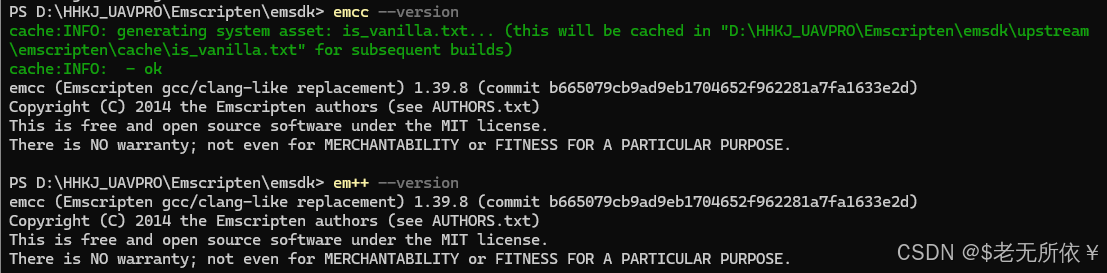 PS D:\HHKJ_UAVPRO\Emscripten\emsdk> emcc --version
cache:INFO: generating system asset: is_vanilla.txt... (this will be cached in "D:\HHKJ_UAVPRO\Emscripten\emsdk\upstream
\emscripten\cache\is_vanilla.txt" for subsequent builds)
cache:INFO:  - ok
emcc (Emscripten gcc/clang-like replacement) 1.39.8 (commit b665079cb9ad9eb1704652f962281a7fa1633e2d)
Copyright (C) 2014 the Emscripten authors (see AUTHORS.txt)
This is free and open source software under the MIT license.
There is NO warranty; not even for MERCHANTABILITY or FITNESS FOR A PARTICULAR PURPOSE.
PS D:\HHKJ_UAVPRO\Emscripten\emsdk> em++ --version
emcc (Emscripten gcc/clang-like replacement) 1.39.8 (commit b665079cb9ad9eb1704652f962281a7fa1633e2d)
Copyright (C) 2014 the Emscripten authors (see AUTHORS.txt)
This is free and open source software under the MIT license.
There is NO warranty; not even for MERCHANTABILITY or FITNESS FOR A PARTICULAR PURPOSE.
CSDN @$老无所依￥